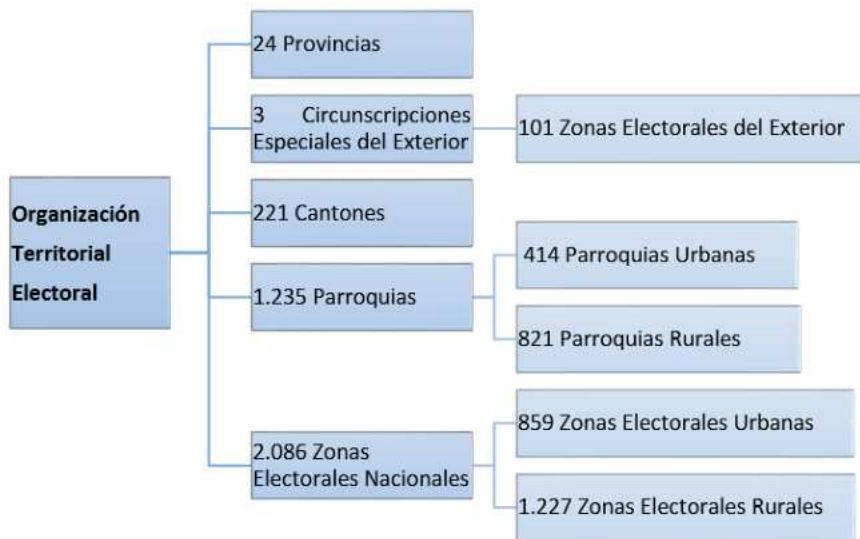 Organización
Territorial
Electoral
24 Provincias
3 Circunscripciones
Especiales del Exterior
101 Zonas Electorales del Exterior
221 Cantones
1.235 Parroquias
414 Parroquias Urbanas
821 Parroquias Rurales
2.086 Zonas
Electorales Nacionales
859 Zonas Electorales Urbanas
1.227 Zonas Electorales Rurales